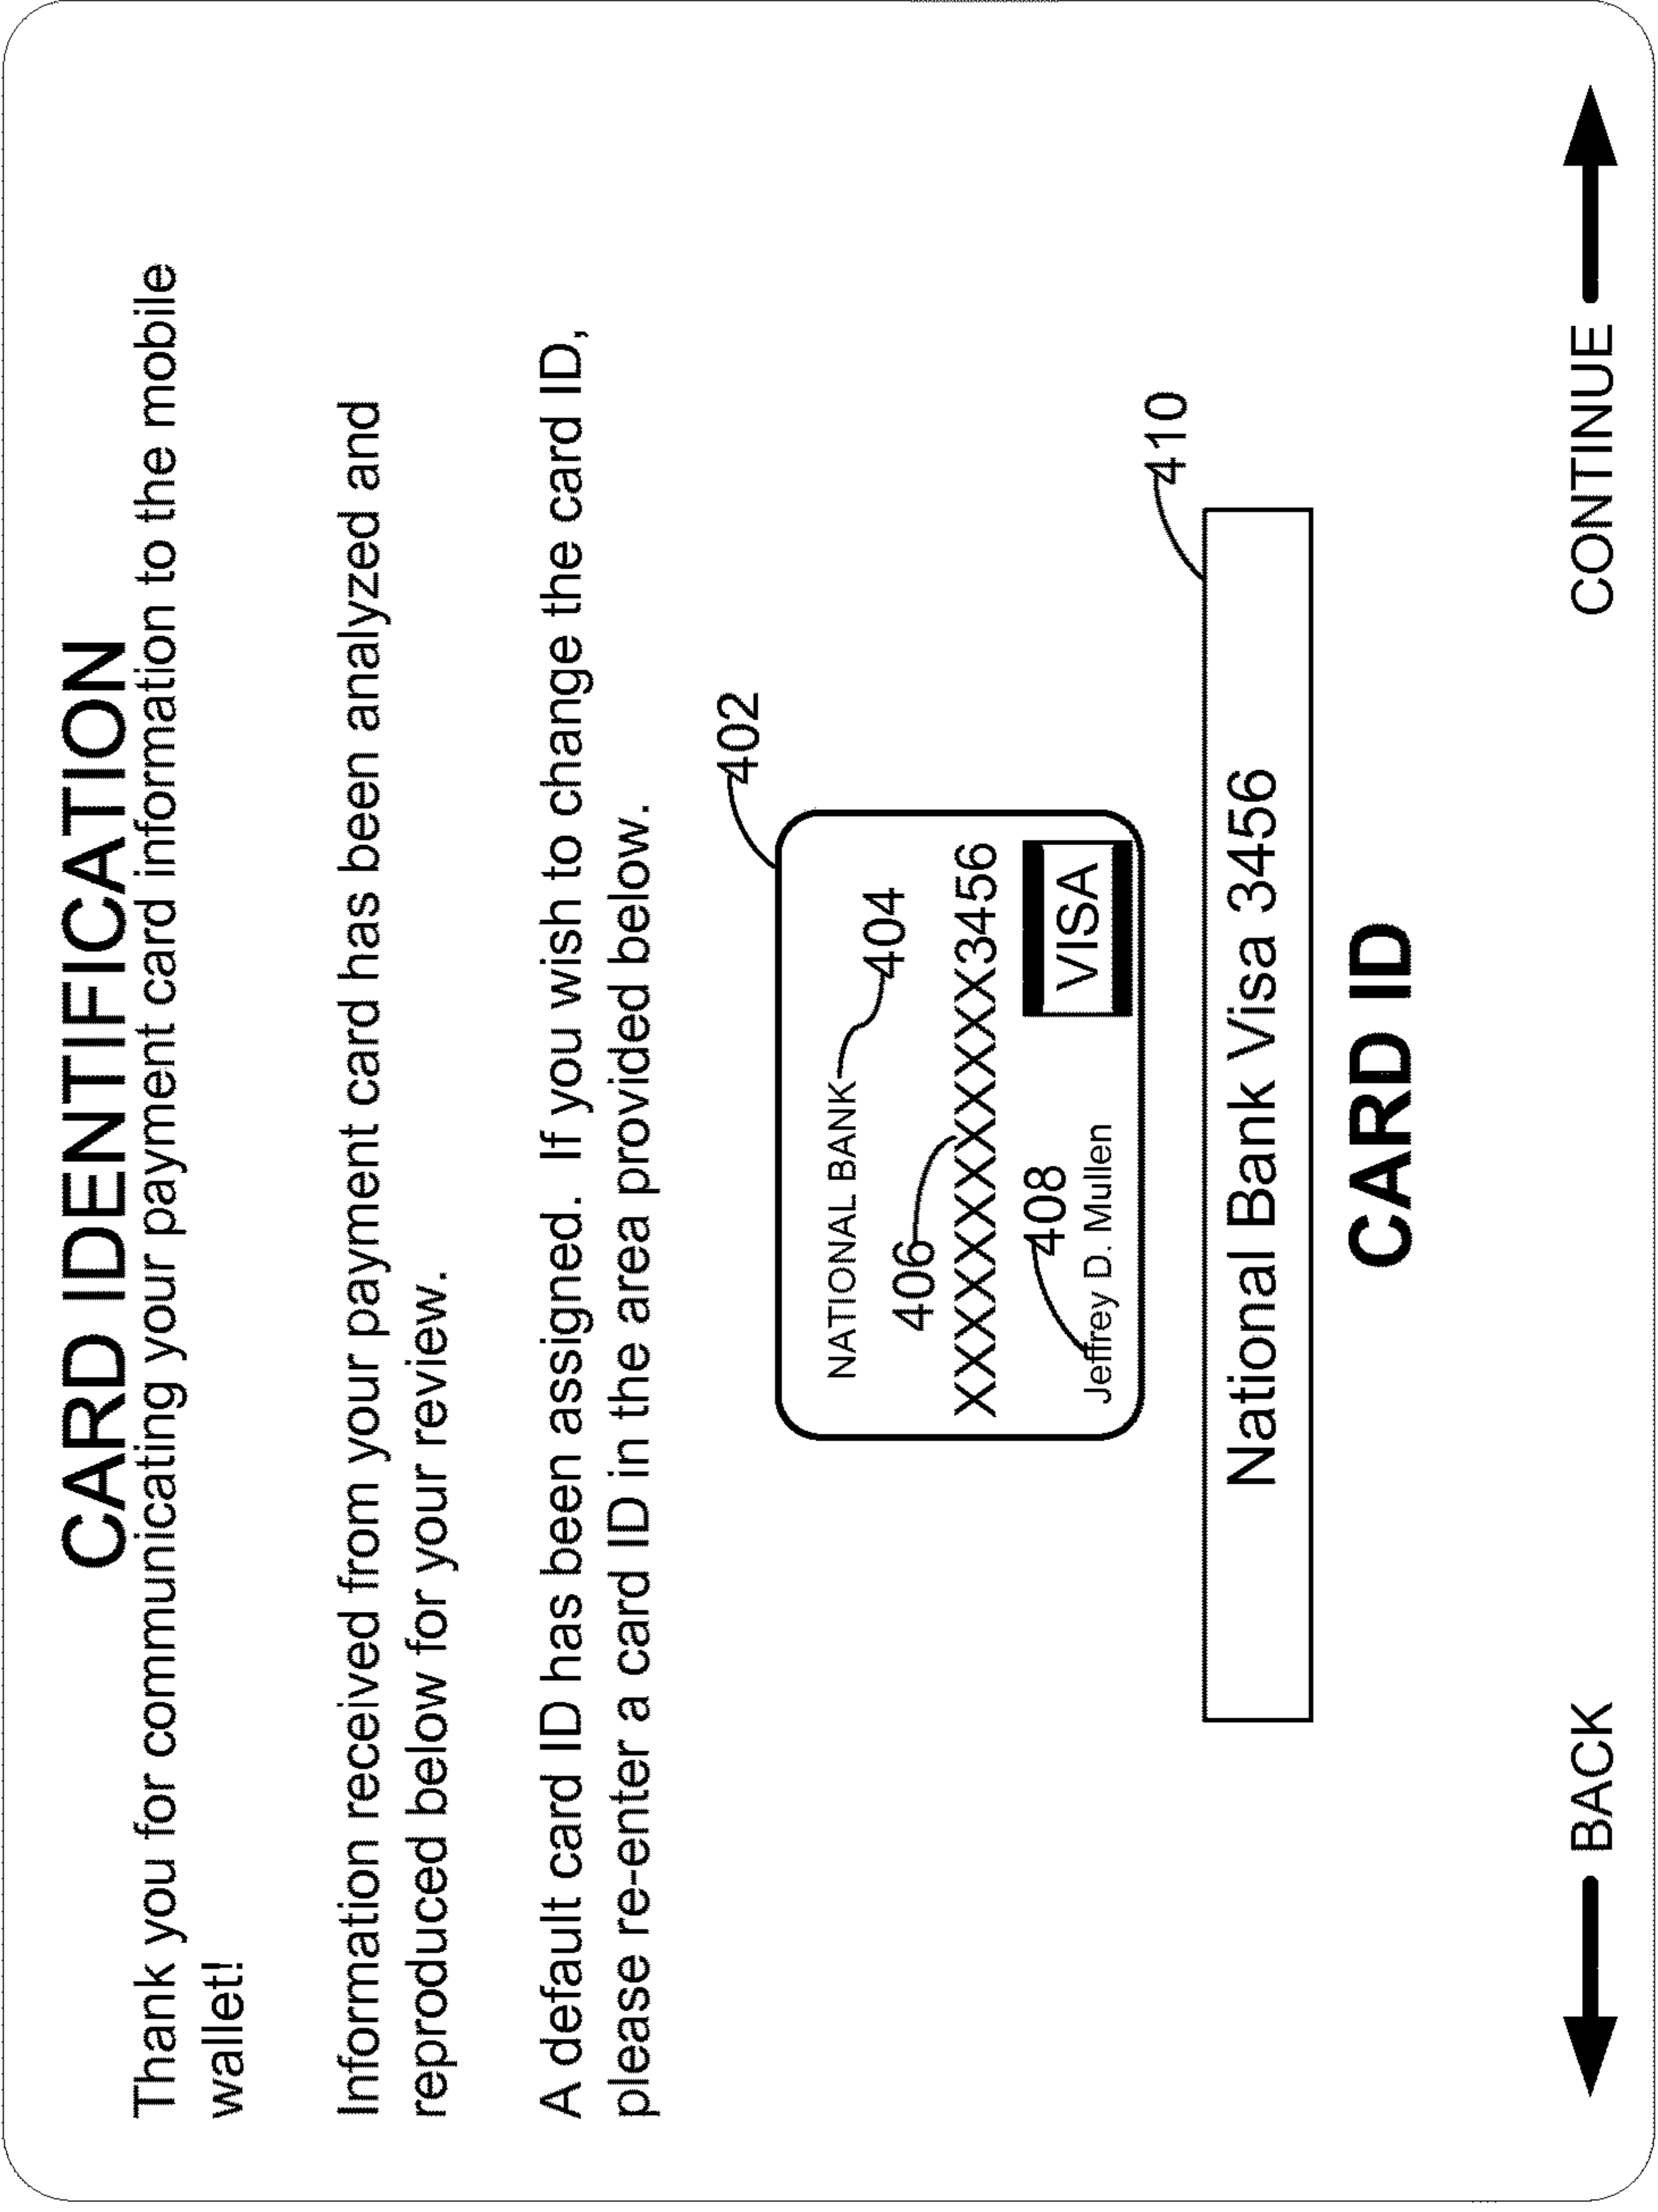 CARD IDENTIFICATION
Thank you for communicating your payment card information to the mobile
wallet!
Information received from your payment card has been analyzed and
reproduced below for your review.
A default card ID has been assigned.  If you wish to change the card ID,
please re-enter a card ID in the area provided below.
402
NATIONAL BANK 404
406
XXXXXXXXXXXX3456
408
Jeffrey D. Mullen
VISA
410
National Bank Visa 3456
CARD ID
BACK
CONTINUE